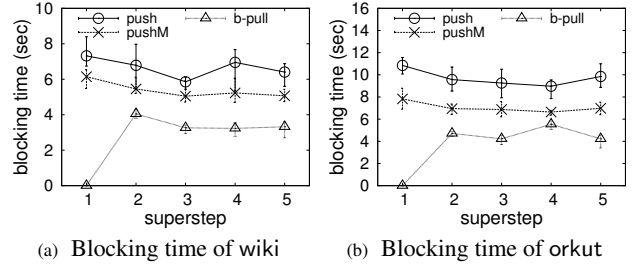 push
b-pull
pushM
10
8
6
4
2
0
blocking time (sec)
1 2 3 4 5
superstep
(a) Blocking time of wiki
push
b-pull
pushM
16
14
12
10
8
6
4
2
0
blocking time (sec)
1 2 3 4 5
superstep
(b) Blocking time of orkut